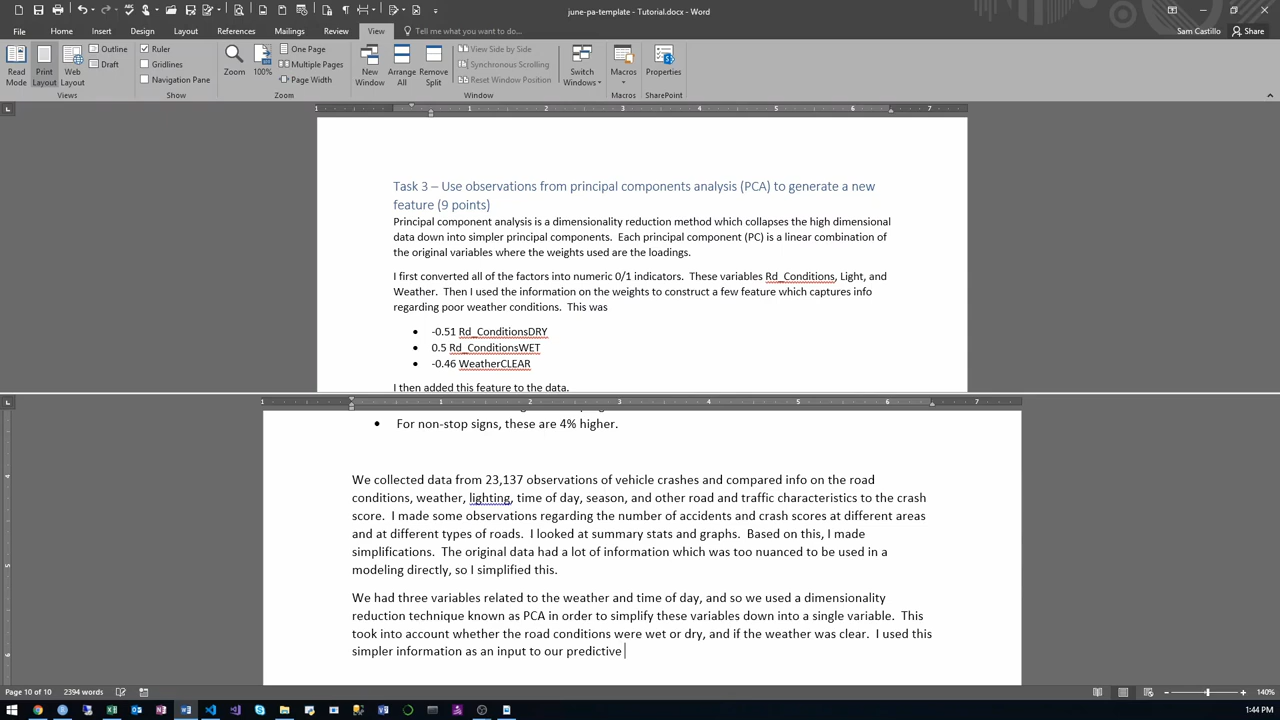 june-pa-template - Tutorial.docx - Word
Sam Castillo
Share
File
Home
Insert
Design
Layout
References
Mailings
Review
View
Tell me what you want to do...
Read Mode
Print Layout
Web Layout
Outline
Draft
Views
Ruler
Gridlines
Navigation Pane
Show
Zoom
100%
One Page
Multiple Pages
Page Width
Zoom
New Window
Arrange All
Remove Split
View Side by Side
Synchronous Scrolling
Reset Window Position
Window
Switch Windows
Macros
Macros
Properties
SharePoint
1 1 2 3 4 5 6 7
Task 3 – Use observations from principal components analysis (PCA) to generate a new
feature (9 points)
Principal component analysis is a dimensionality reduction method which collapses the high dimensional
data down into simpler principal components.  Each principal component (PC) is a linear combination of
the original variables where the weights used are the loadings.
I first converted all of the factors into numeric 0/1 indicators.  These variables Rd_Conditions, Light, and
Weather.  Then I used the information on the weights to construct a few feature which captures info
regarding poor weather conditions.  This was
• -0.51 Rd_ConditionsDRY
• 0.5 Rd_ConditionsWET
• -0.46 WeatherCLEAR
I then added this feature to the data.
1 1 2 3 4 5 6 7
• For non-stop signs, these are 4% higher.
We collected data from 23,137 observations of vehicle crashes and compared info on the road
conditions, weather, lighting, time of day, season, and other road and traffic characteristics to the crash
score.  I made some observations regarding the number of accidents and crash scores at different areas
and at different types of roads.  I looked at summary stats and graphs.  Based on this, I made
simplifications.  The original data had a lot of information which was too nuanced to be used in a
modeling directly, so I simplified this.
We had three variables related to the weather and time of day, and so we used a dimensionality
reduction technique known as PCA in order to simplify these variables down into a single variable.  This
took into account whether the road conditions were wet or dry, and if the weather was clear.  I used this
simpler information as an input to our predictive
Page 10 of 10
2394 words
140%
1:44 PM